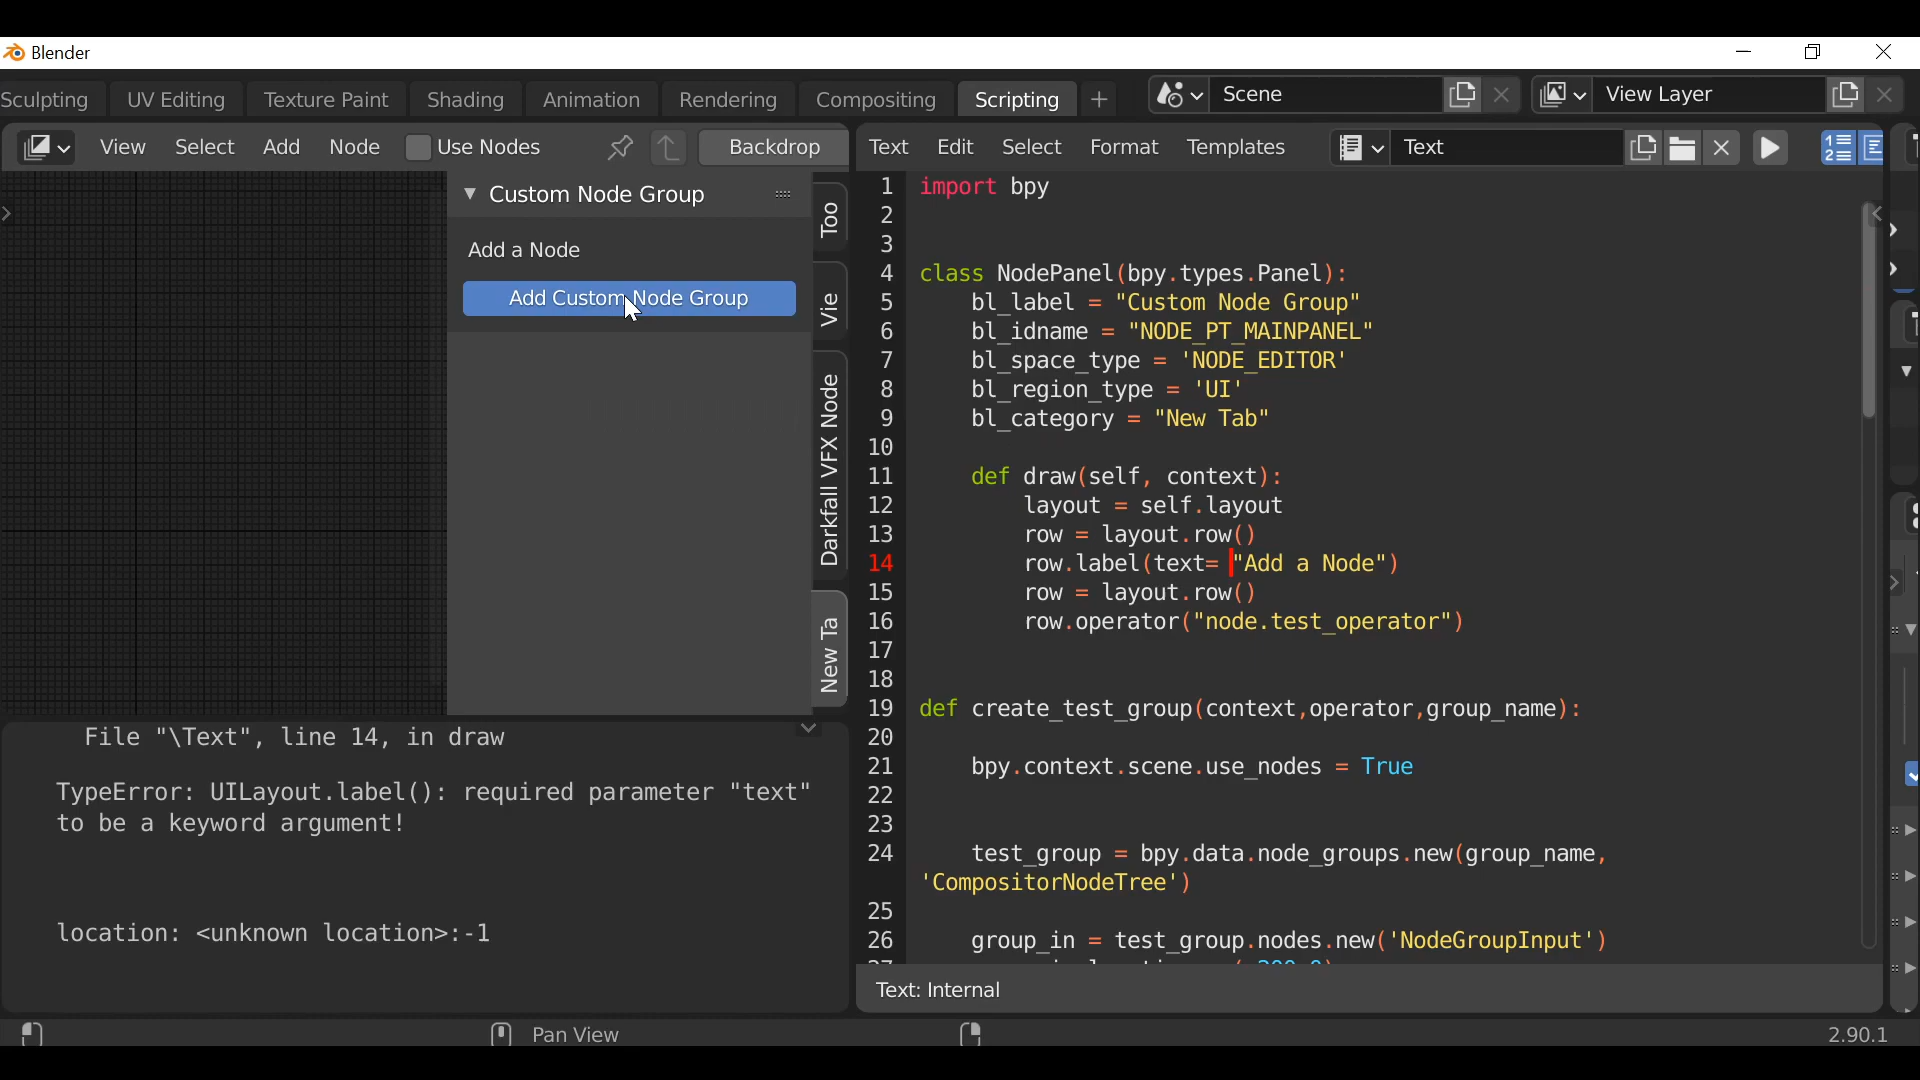 Blender
Sculpting UV Editing Texture Paint Shading Animation Rendering Compositing Scripting + Scene View Layer
View Select Add Node Use Nodes Backdrop
Text Edit Select Format Templates Text
Custom Node Group
Add a Node
Add Custom Node Group
Too
Vie
Darkfall VFX Node
New Ta
1 import bpy
2
3
4 class NodePanel(bpy.types.Panel):
5 bl_label = "Custom Node Group"
6 bl_idname = "NODE_PT_MAINPANEL"
7 bl_space_type = 'NODE_EDITOR'
8 bl_region_type = 'UI'
9 bl_category = "New Tab"
10
11 def draw(self, context):
12 layout = self.layout
13 row = layout.row()
14 row.label(text= "Add a Node")
15 row = layout.row()
16 row.operator("node.test_operator")
17
18
19 def create_test_group(context,operator,group_name):
20
21 bpy.context.scene.use_nodes = True
22
23
24 test_group = bpy.data.node_groups.new(group_name,
'CompositorNodeTree')
25
26 group_in = test_group.nodes.new('NodeGroupInput')
File "\Text", line 14, in draw
TypeError: UILayout.label(): required parameter "text"
to be a keyword argument!
location: <unknown location>:-1
Text: Internal
Pan View
2.90.1